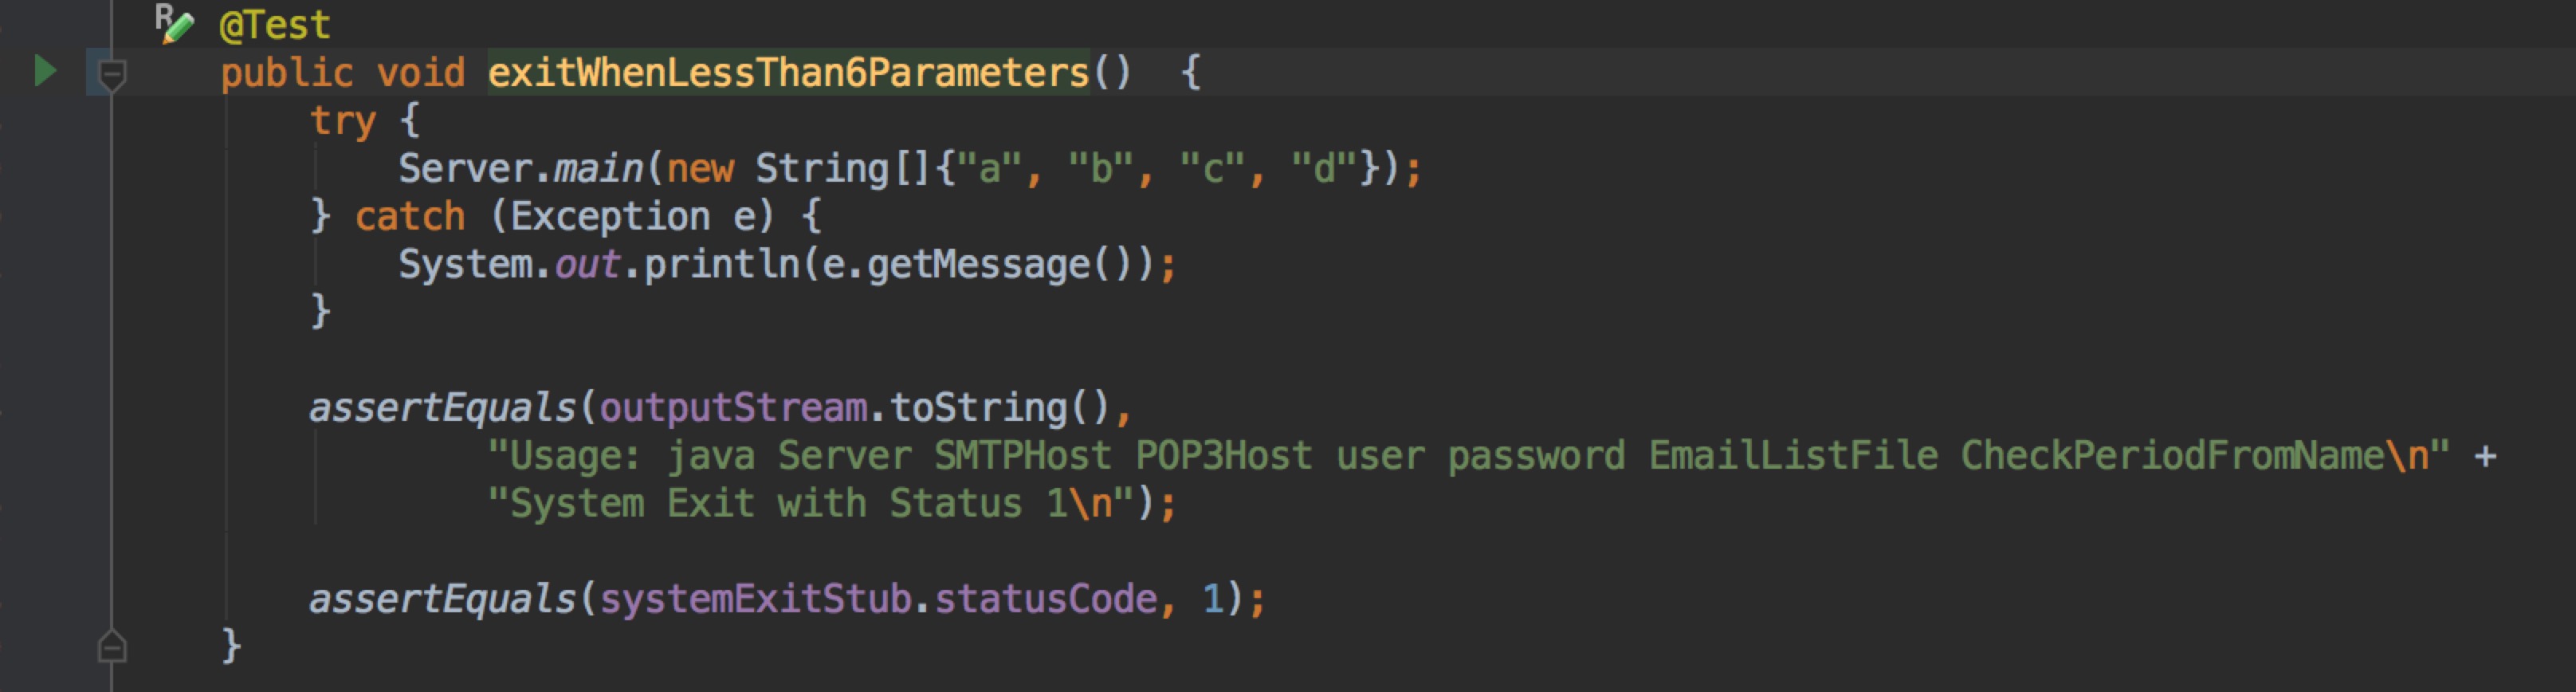 @Test
public void exitWhenLessThan6Parameters()  {
try {
Server.main(new String[]{"a", "b", "c", "d"});
} catch (Exception e) {
System.out.println(e.getMessage());
}
assertEquals(outputStream.toString(),
"Usage: java Server SMTPHost POP3Host user password EmailListFile CheckPeriodFromName\n" +
"System Exit with Status 1\n");
assertEquals(systemExitStub.statusCode, 1);
}